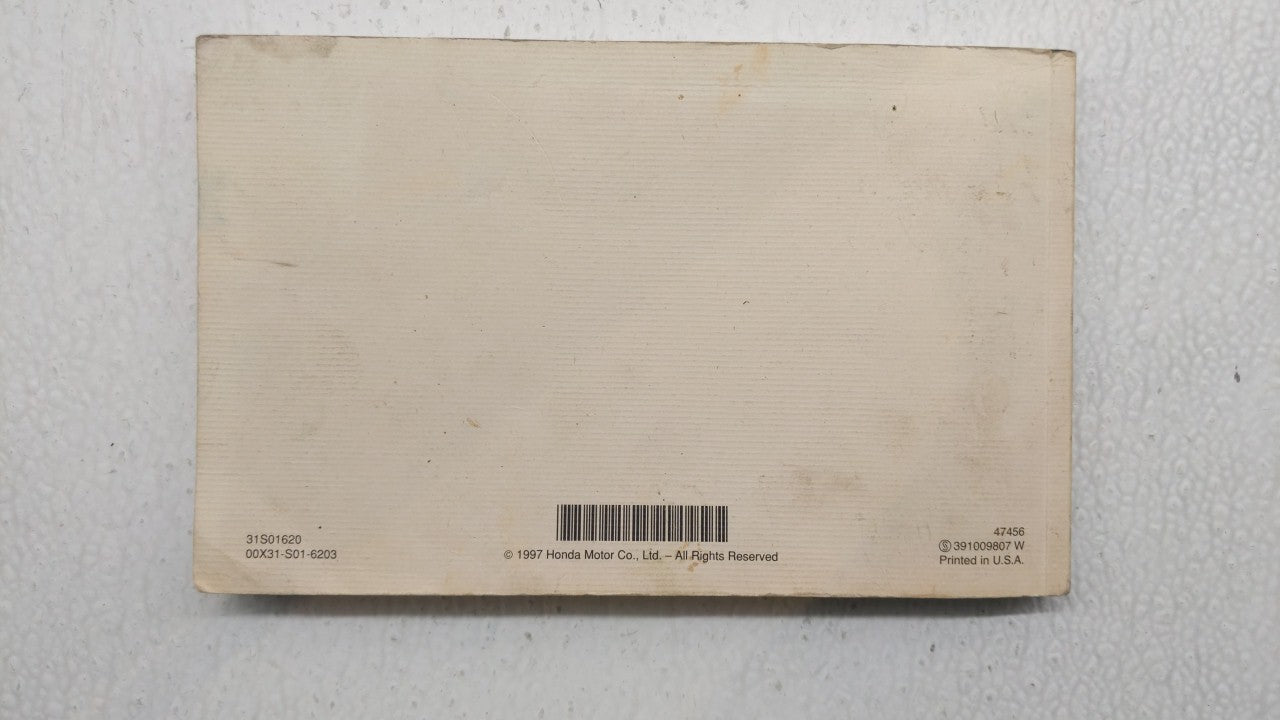 31S01620
00X31-S01-6203
© 1997 Honda Motor Co., Ltd. – All Rights Reserved
47456
Ⓢ 391009807 W
Printed in U.S.A.